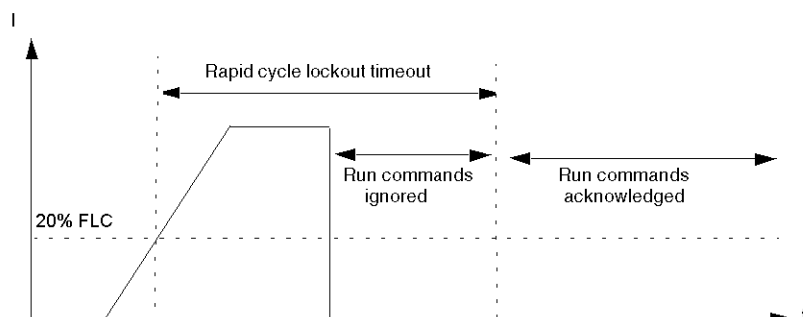 I
Rapid cycle lockout timeout
Run commands
ignored
Run commands
acknowledged
20% FLC